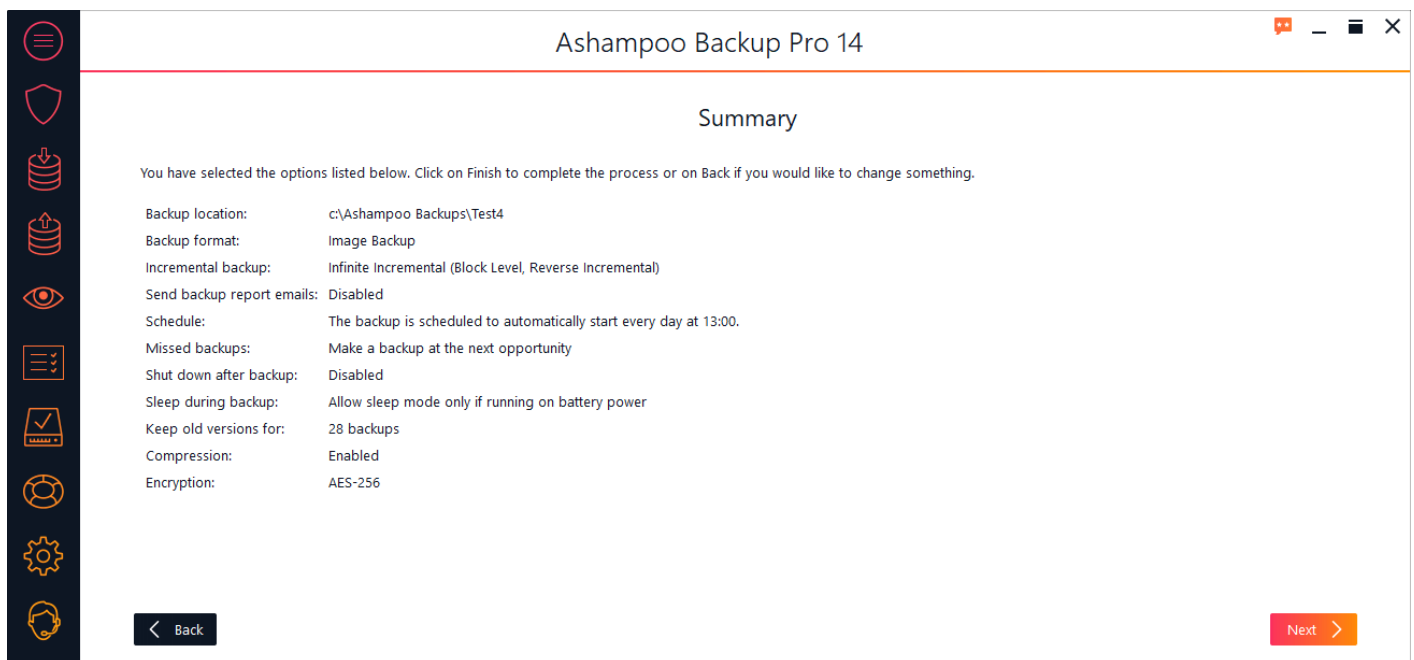 Ashampoo Backup Pro 14
Summary
You have selected the options listed below. Click on Finish to complete the process or on Back if you would like to change something.
Backup location: c:\Ashampoo Backups\Test4
Backup format: Image Backup
Incremental backup: Infinite Incremental (Block Level, Reverse Incremental)
Send backup report emails: Disabled
Schedule: The backup is scheduled to automatically start every day at 13:00.
Missed backups: Make a backup at the next opportunity
Shut down after backup: Disabled
Sleep during backup: Allow sleep mode only if running on battery power
Keep old versions for: 28 backups
Compression: Enabled
Encryption: AES-256
Back
Next